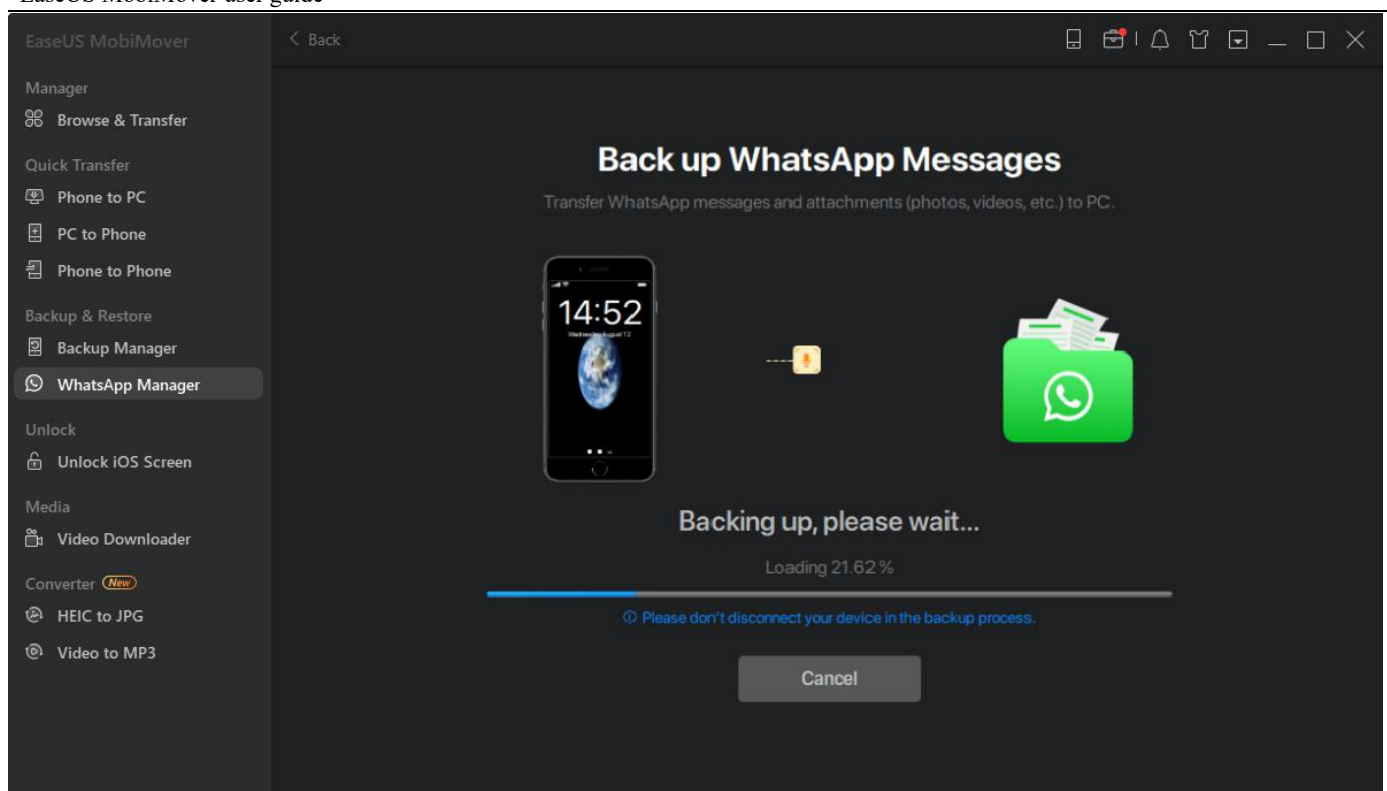 EaseUS MobiMover user guide
EaseUS MobiMover
Back
Manager
Browse & Transfer
Quick Transfer
Phone to PC
PC to Phone
Phone to Phone
Backup & Restore
Backup Manager
WhatsApp Manager
Unlock
Unlock iOS Screen
Media
Video Downloader
Converter New
HEIC to JPG
Video to MP3
Back up WhatsApp Messages
Transfer WhatsApp messages and attachments (photos, videos, etc.) to PC.
14:52
Wednesday August 12
Backing up, please wait...
Loading 21.62 %
Please don't disconnect your device in the backup process.
Cancel